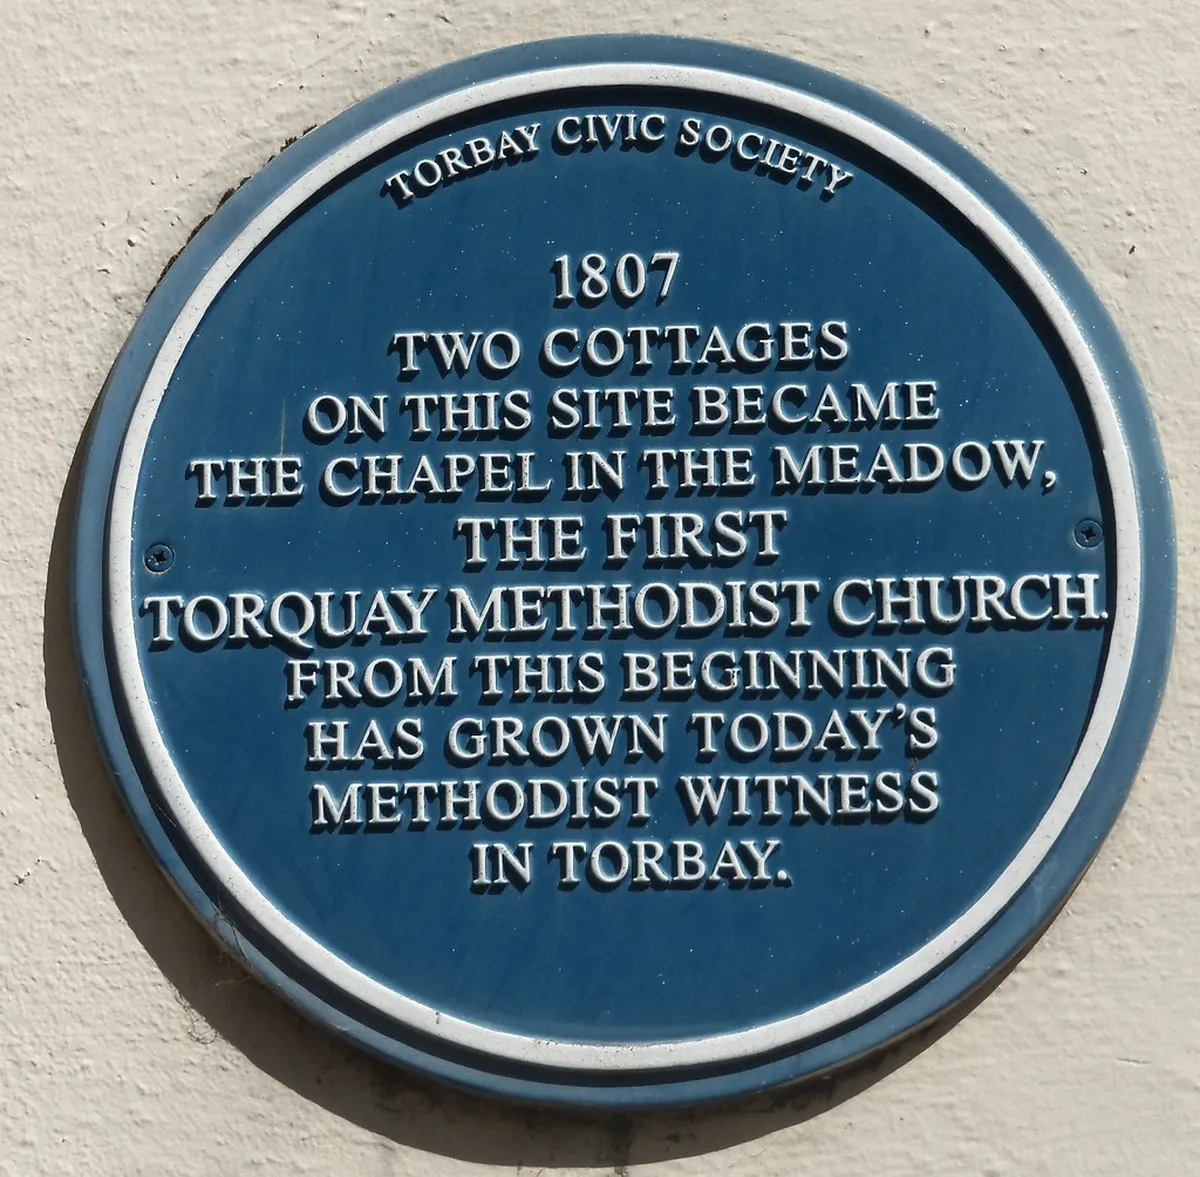 TORBAY CIVIC SOCIETY
1807
TWO COTTAGES
ON THIS SITE BECAME
THE CHAPEL IN THE MEADOW,
THE FIRST
TORQUAY METHODIST CHURCH.
FROM THIS BEGINNING
HAS GROWN TODAY'S
METHODIST WITNESS
IN TORBAY.